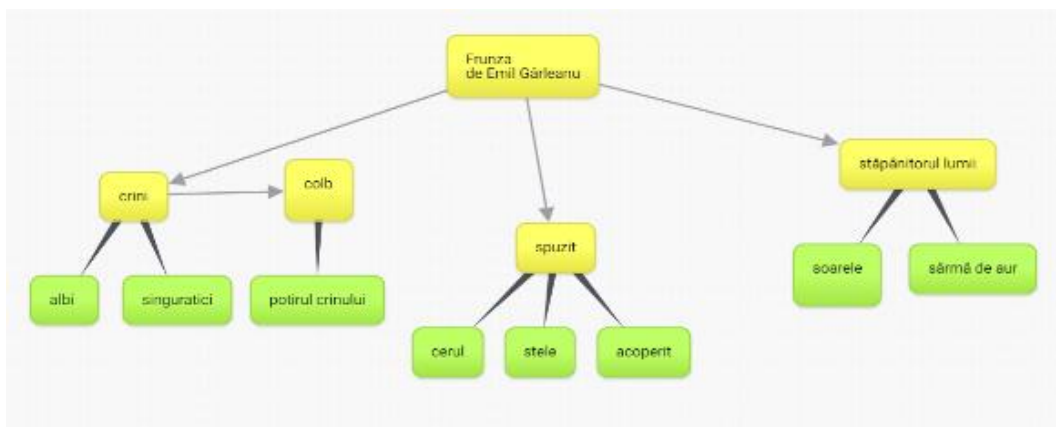 Frunza
de Emil Gârleanu
crini
colb
spuzit
stăpânitorul lumii
albi
singuratici
potirul crinului
cerul
stele
acoperit
soarele
sârmă de aur